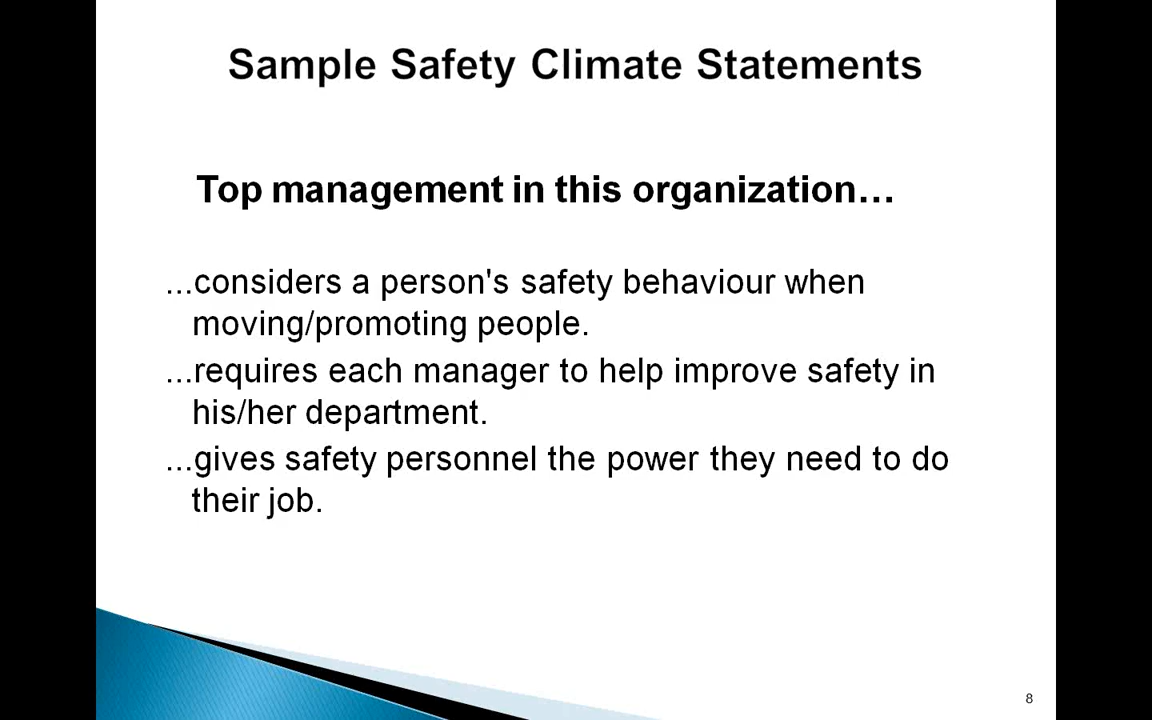 Sample Safety Climate Statements
Top management in this organization…
...considers a person's safety behaviour when
moving/promoting people.
...requires each manager to help improve safety in
his/her department.
...gives safety personnel the power they need to do
their job.
8